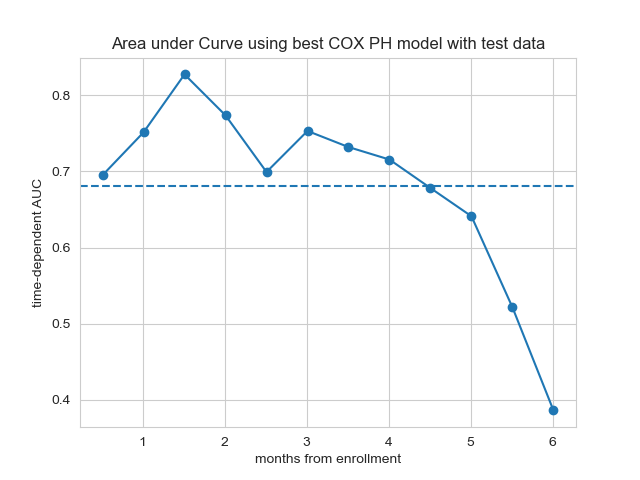 Area under Curve using best COX PH model with test data
time-dependent AUC
0.8
0.7
0.6
0.5
0.4
1 2 3 4 5 6
months from enrollment